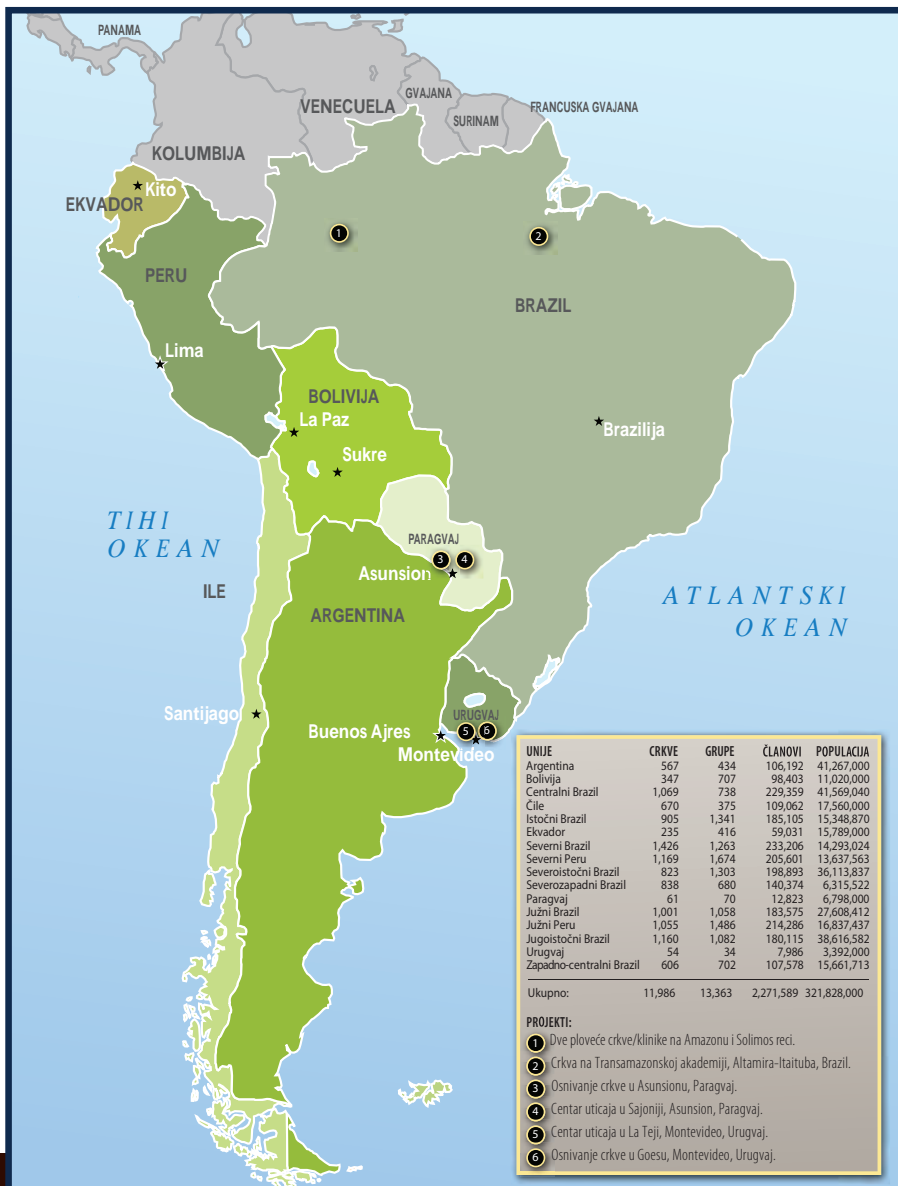 PANAMA
VENECUELA
GVAJANA
SURINAM
FRANCUSKA GVAJANA
KOLUMBIJA
EKVADOR
Kito
1
2
PERU
BRAZIL
Lima
BOLIVIJA
La Paz
Brazilija
Sukre
TIHI
OKEAN
PARAGVAJ
3
4
Asunsion
ILE
ARGENTINA
ATLANTSKI
OKEAN
Santijago
URUGVAJ
5
6
Buenos Ajres
Montevideo
UNIJE CRKVE GRUPE ČLANOVI POPULACIJA
Argentina 567 434 106,192 41,267,000
Bolivija 347 707 98,403 11,020,000
Centralni Brazil 1,069 738 229,359 41,569,040
Čile 670 375 109,062 17,560,000
Istočni Brazil 905 1,341 185,105 15,348,870
Ekvador 235 416 59,031 15,789,000
Severni Brazil 1,426 1,263 233,206 14,293,024
Severni Peru 1,169 1,674 205,601 13,637,563
Severoistočni Brazil 823 1,303 198,893 36,113,837
Severozapadni Brazil 838 680 140,374 6,315,522
Paragvaj 61 70 12,823 6,798,000
Južni Brazil 1,001 1,058 183,575 27,608,412
Južni Peru 1,055 1,486 214,286 16,837,437
Jugoistočni Brazil 1,160 1,082 180,115 38,616,582
Urugvaj 54 34 7,986 3,392,000
Zapadno-centralni Brazil 606 702 107,578 15,661,713
Ukupno: 11,986 13,363 2,271,589 321,828,000
PROJEKTI:
1 Dve ploveće crkve/klinike na Amazonu i Solimos reci.
2 Crkva na Transamazonskoj akademiji, Altamira-Itaituba, Brazil.
3 Osnivanje crkve u Asunsionu, Paragvaj.
4 Centar uticaja u Sajoniji, Asunsion, Paragvaj.
5 Centar uticaja u La Teji, Montevideo, Urugvaj.
6 Osnivanje crkve u Goesu, Montevideo, Urugvaj.